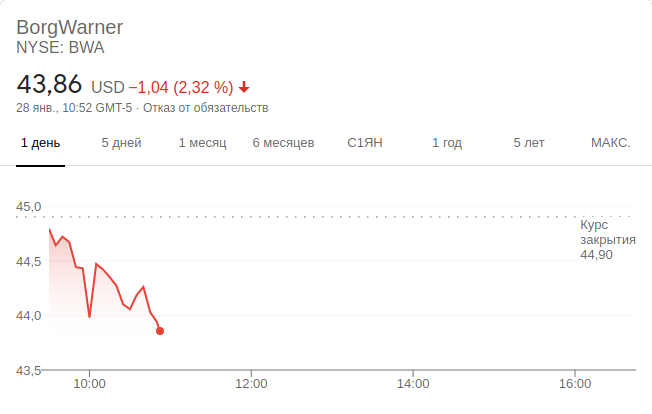 BorgWarner
NYSE: BWA
43,86 USD −1,04 (2,32 %)
28 янв., 10:52 GMT-5 · Отказ от обязательств
1 день 5 дней 1 месяц 6 месяцев С1ЯН 1 год 5 лет МАКС.
45,0
Курс
закрытия
44,90
44,5
44,0
43,5
10:00 12:00 14:00 16:00